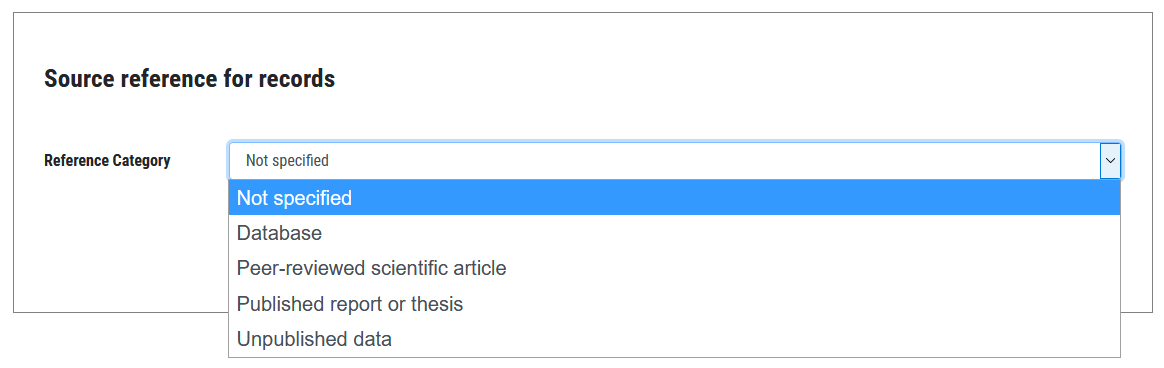 Source reference for records
Reference Category
Not specified
Not specified
Database
Peer-reviewed scientific article
Published report or thesis
Unpublished data